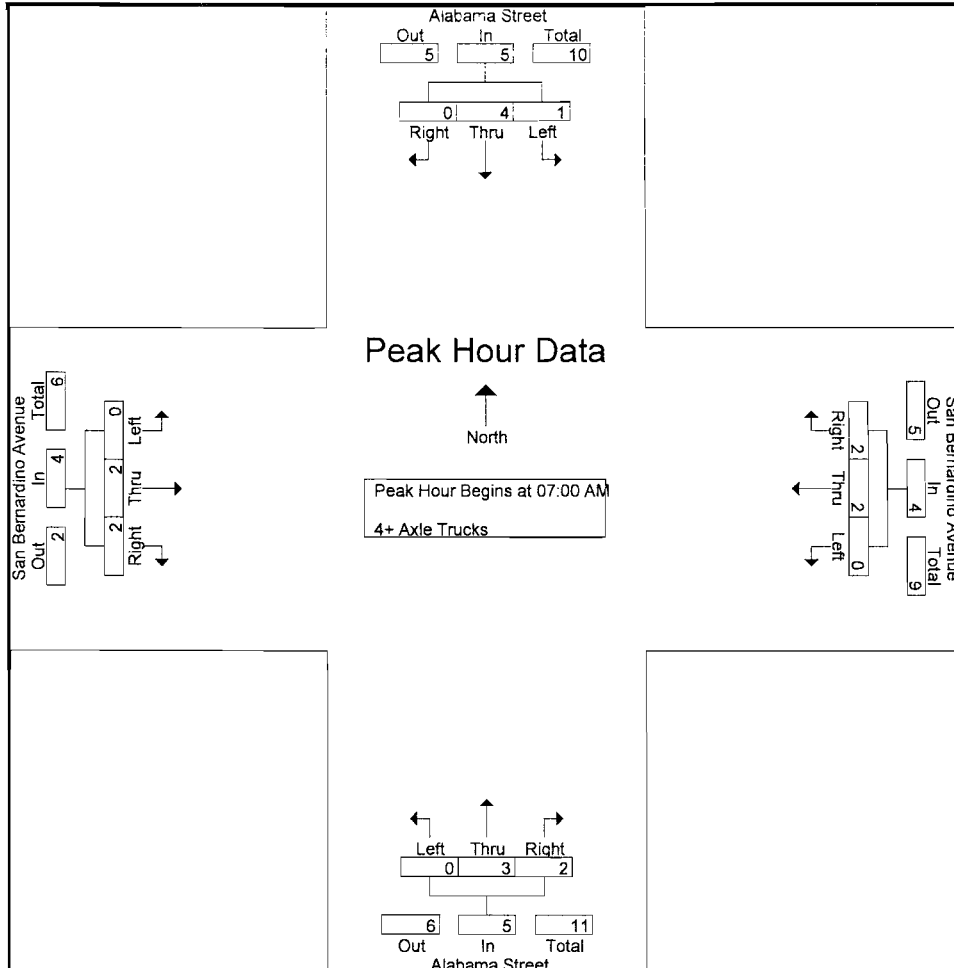 Alabama Street
Out In Total
5 5 10
0 4 1
Right Thru Left
Peak Hour Data
North
Peak Hour Begins at 07:00 AM
4+ Axle Trucks
San Bernardino Avenue
Out In Total
2 4 6
2 2 0
Right Thru Left
San Bernardino Avenue
Out In Total
5 4 9
Right Thru Left
2 2 0
Left Thru Right
0 3 2
6 5 11
Out In Total
Alabama Street